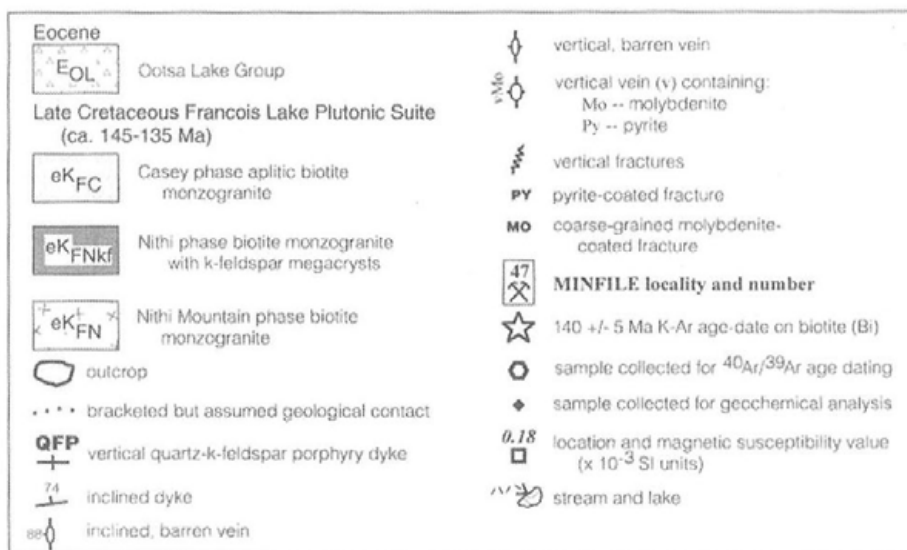 Eocene
EOL
Ootsa Lake Group
Late Cretaceous Francois Lake Plutonic Suite
(ca. 145-135 Ma)
eKFC
Casey phase aplitic biotite
monzogranite
eKFNkf
Nithi phase biotite monzogranite
with k-feldspar megacrysts
eKFN
Nithi Mountain phase biotite
monzogranite
outcrop
bracketed but assumed geological contact
QFP
vertical quartz-k-feldspar porphyry dyke
74
inclined dyke
88
inclined, barren vein
vertical, barren vein
vMo
vertical vein (v) containing:
Mo -- molybdenite
Py -- pyrite
vertical fractures
PY
pyrite-coated fracture
MO
coarse-grained molybdenite-
coated fracture
47
MINFILE locality and number
140 +/- 5 Ma K-Ar age-date on biotite (Bi)
sample collected for 40Ar/39Ar age dating
sample collected for geochemical analysis
0.18
location and magnetic susceptibility value
(x 10-3 SI units)
stream and lake